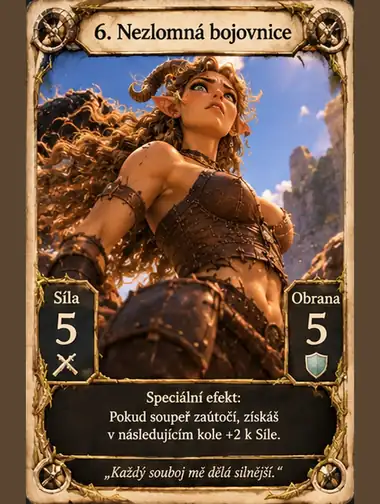 6. Nezlomná bojovnice
Síla
5
Obrana
5
Speciální efekt:
Pokud soupeř zaútočí, získáš
v následujícím kole +2 k Síle.
„Každý souboj mě dělá silnější.“